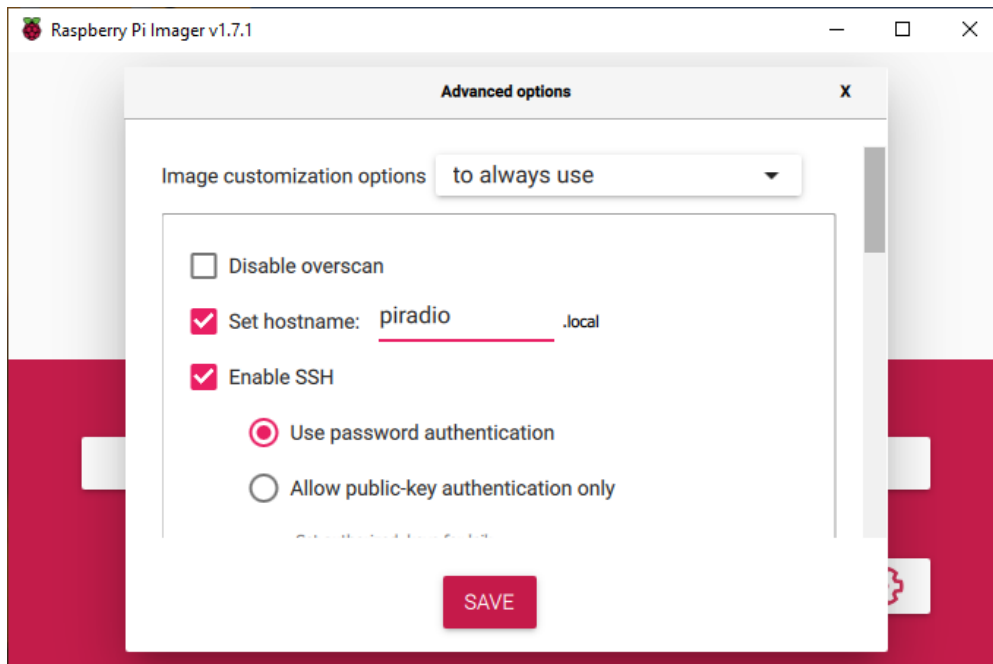 Raspberry Pi Imager v1.7.1
Advanced options X
Image customization options to always use
Disable overscan
Set hostname: piradio .local
Enable SSH
Use password authentication
Allow public-key authentication only
SAVE